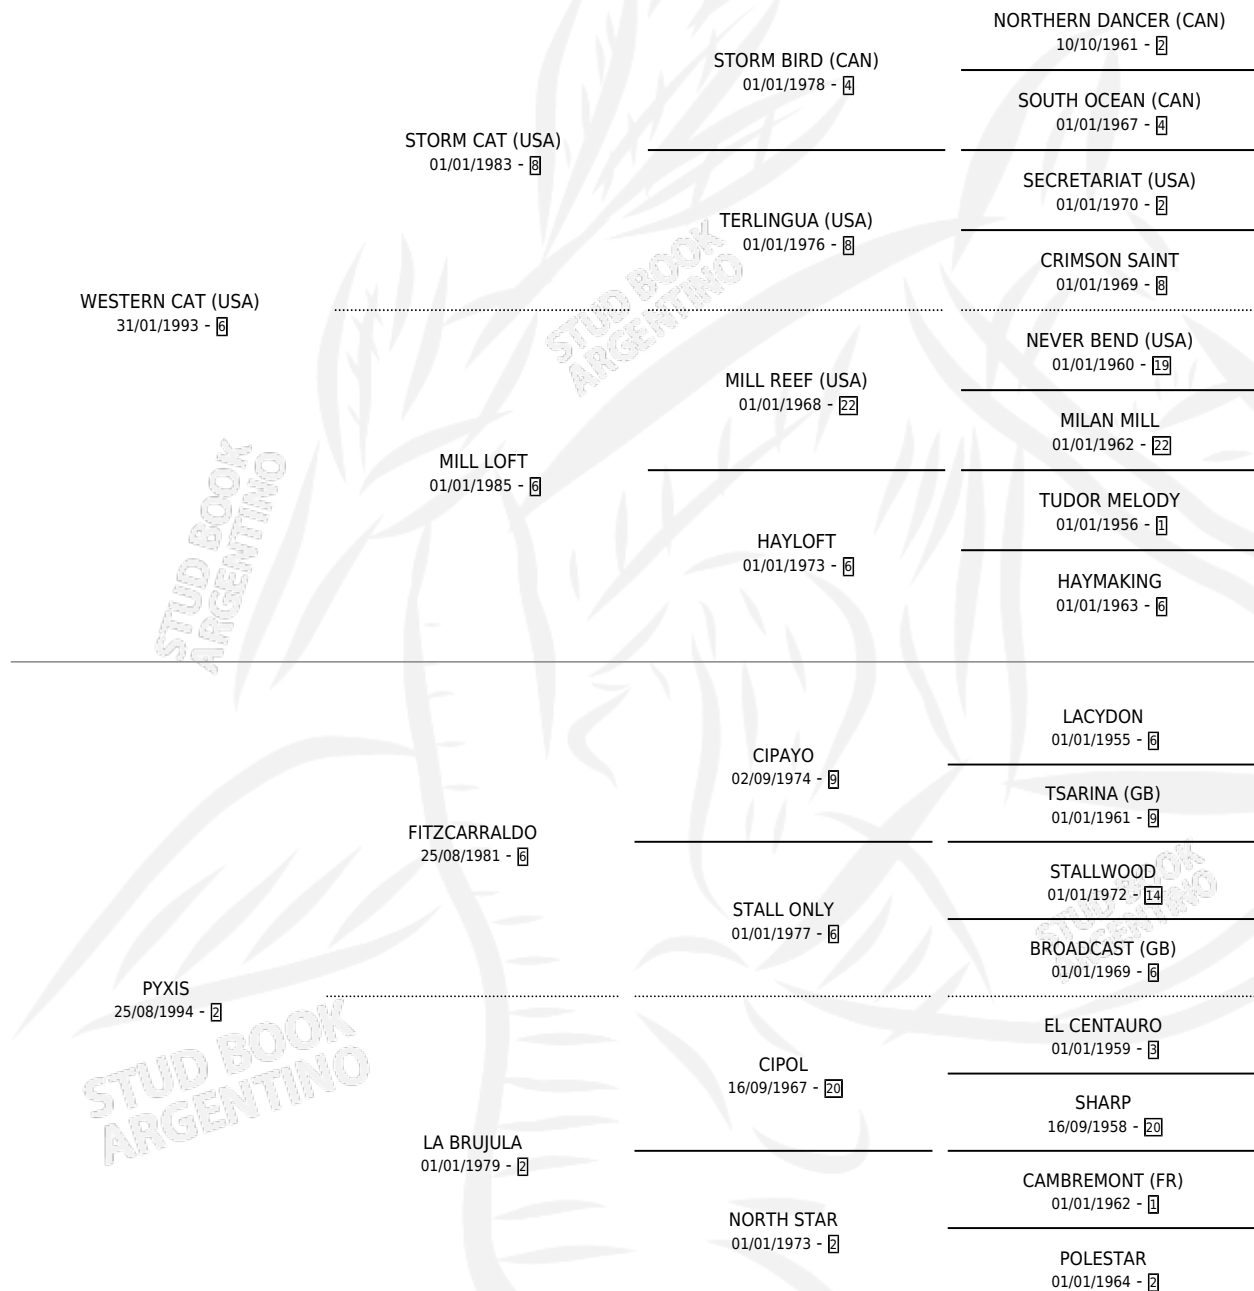 NORTHERN DANCER (CAN)
10/10/1961 - 2
STORM BIRD (CAN)
01/01/1978 - 4
SOUTH OCEAN (CAN)
01/01/1967 - 4
STORM CAT (USA)
01/01/1983 - 8
SECRETARIAT (USA)
01/01/1970 - 2
TERLINGUA (USA)
01/01/1976 - 8
CRIMSON SAINT
01/01/1969 - 8
WESTERN CAT (USA)
31/01/1993 - 6
NEVER BEND (USA)
01/01/1960 - 19
MILL REEF (USA)
01/01/1968 - 22
MILAN MILL
01/01/1962 - 22
MILL LOFT
01/01/1985 - 6
TUDOR MELODY
01/01/1956 - 1
HAYLOFT
01/01/1973 - 6
HAYMAKING
01/01/1963 - 6
LACYDON
01/01/1955 - 6
CIPAYO
02/09/1974 - 9
TSARINA (GB)
01/01/1961 - 9
FITZCARRALDO
25/08/1981 - 6
STALLWOOD
01/01/1972 - 14
STALL ONLY
01/01/1977 - 6
BROADCAST (GB)
01/01/1969 - 6
PYXIS
25/08/1994 - 2
EL CENTAURO
01/01/1959 - 3
CIPOL
16/09/1967 - 20
SHARP
16/09/1958 - 20
LA BRUJULA
01/01/1979 - 2
CAMBREMONT (FR)
01/01/1962 - 1
NORTH STAR
01/01/1973 - 2
POLESTAR
01/01/1964 - 2
STUD BOOK
ARGENTINO
STUD BOOK
ARGENTINO
STUD BOOK
ARGENTINO
STUD BOOK
ARGENTINO